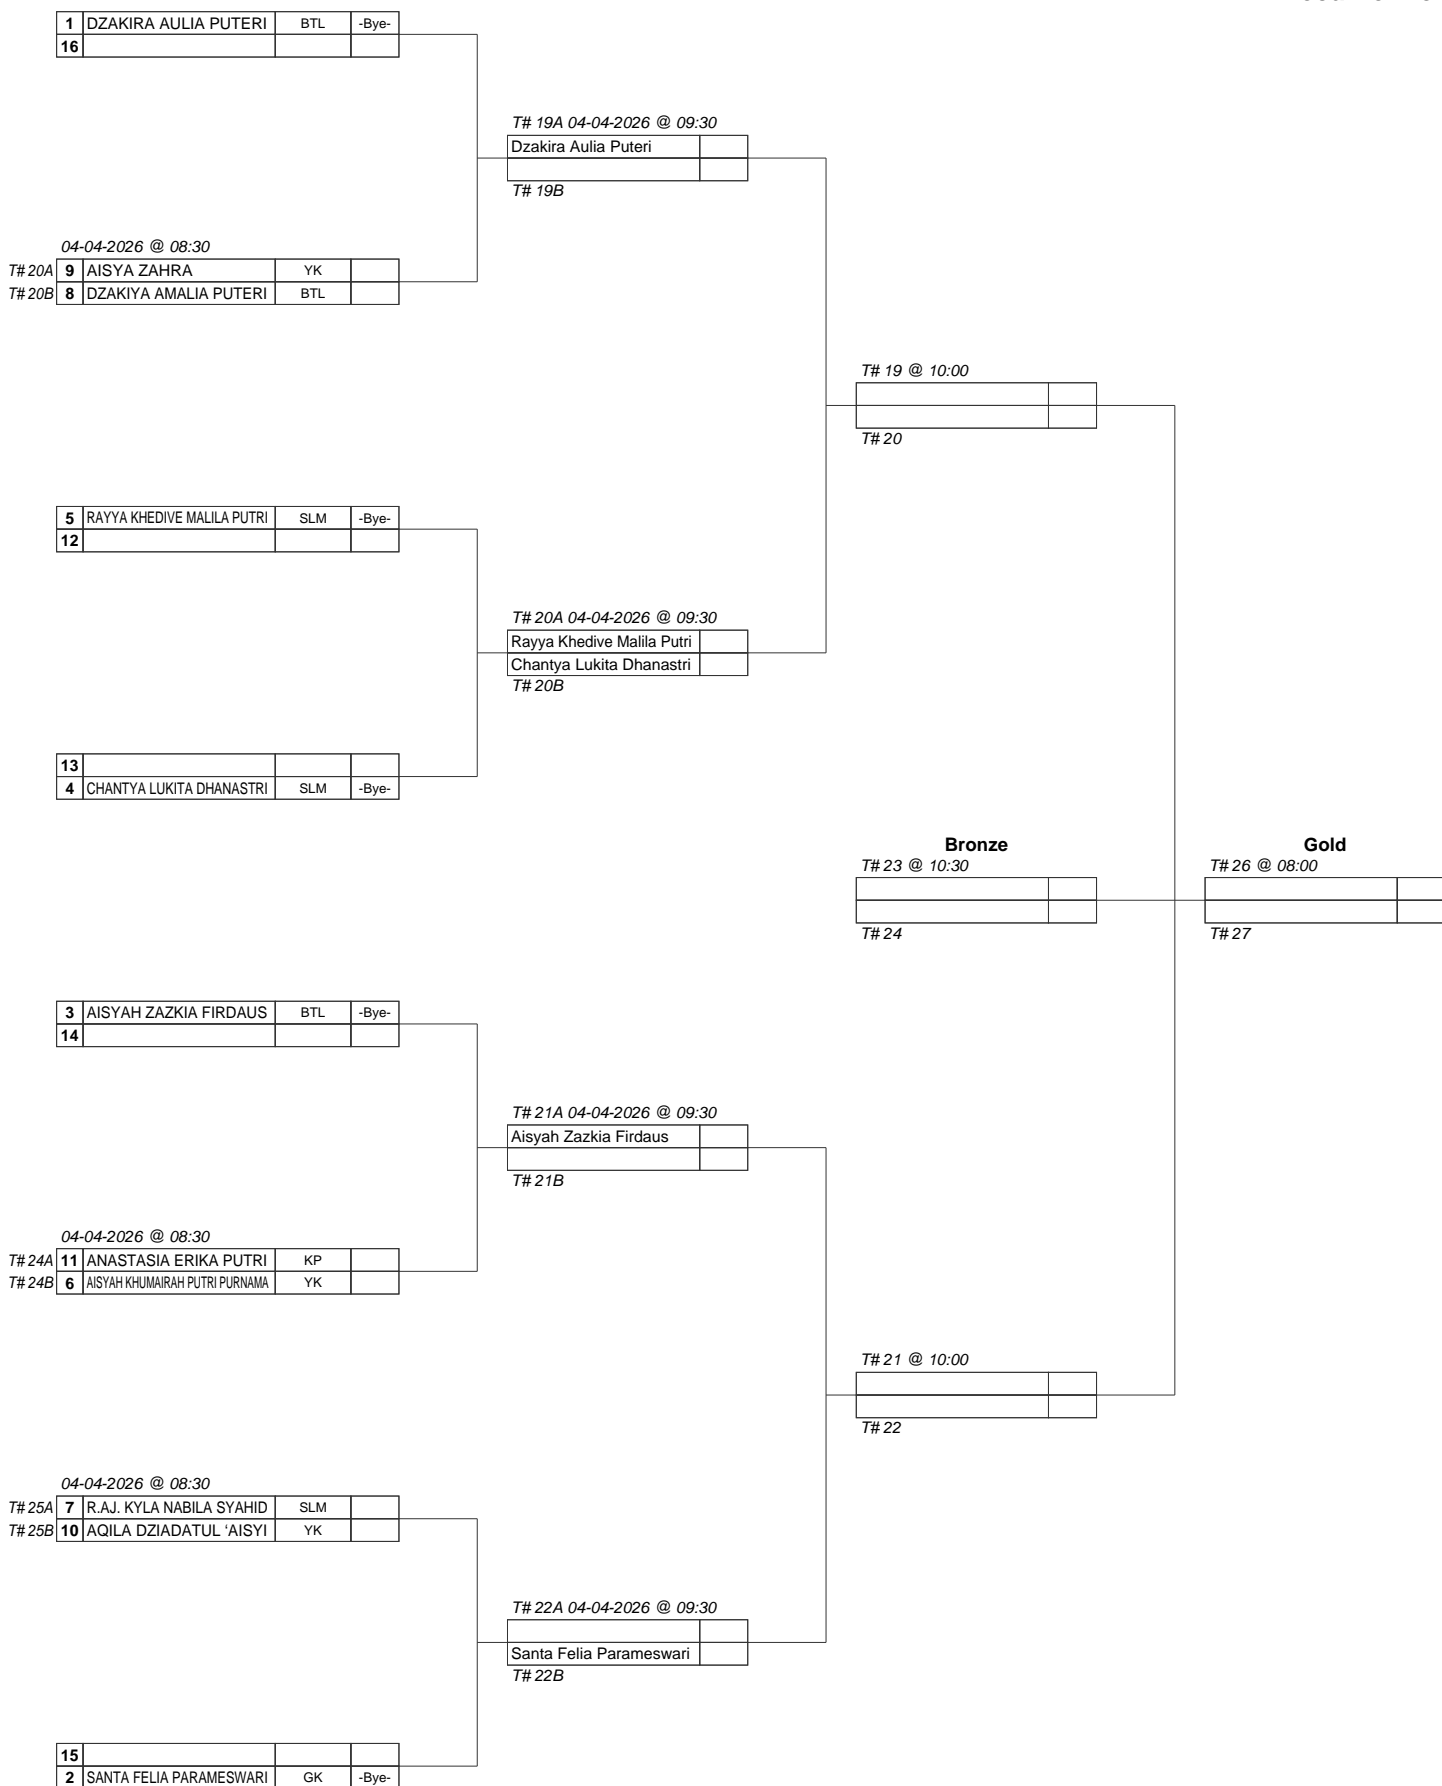 1 DZAKIRA AULIA PUTERI BTL -Bye-
16
T# 19A 04-04-2026 @ 09:30
Dzakira Aulia Puteri
T# 19B
04-04-2026 @ 08:30
T# 20A 9 AISYA ZAHRA YK
T# 20B 8 DZAKIYA AMALIA PUTERI BTL
T# 19 @ 10:00
T# 20
5 RAYYA KHEDIVE MALILA PUTRI SLM -Bye-
12
T# 20A 04-04-2026 @ 09:30
Rayya Khedive Malila Putri
Chantya Lukita Dhanastri
T# 20B
13
4 CHANTYA LUKITA DHANASTRI SLM -Bye-
Bronze Gold
T# 23 @ 10:30 T# 26 @ 08:00
T# 24 T# 27
3 AISYAH ZAZKIA FIRDAUS BTL -Bye-
14
T# 21A 04-04-2026 @ 09:30
Aisyah Zazkia Firdaus
T# 21B
04-04-2026 @ 08:30
T# 24A 11 ANASTASIA ERIKA PUTRI KP
T# 24B 6 AISYAH KHUMAIRAH PUTRI PURNAMA YK
T# 21 @ 10:00
T# 22
04-04-2026 @ 08:30
T# 25A 7 R.AJ. KYLA NABILA SYAHID SLM
T# 25B 10 AQILA DZIADATUL ‘AISYI YK
T# 22A 04-04-2026 @ 09:30
Santa Felia Parameswari
T# 22B
15
2 SANTA FELIA PARAMESWARI GK -Bye-